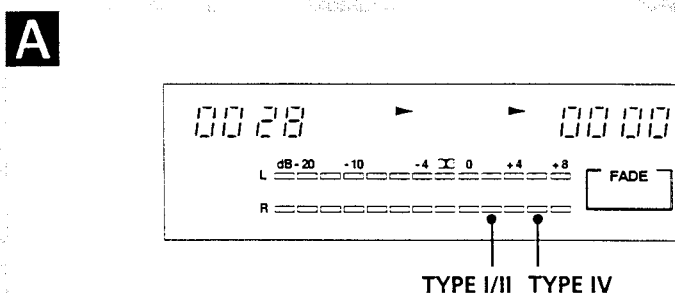 A
0028 ► ► 0000
dB-20 -10 -4 0 +4 +8
L
FADE
R
TYPE I/II TYPE IV